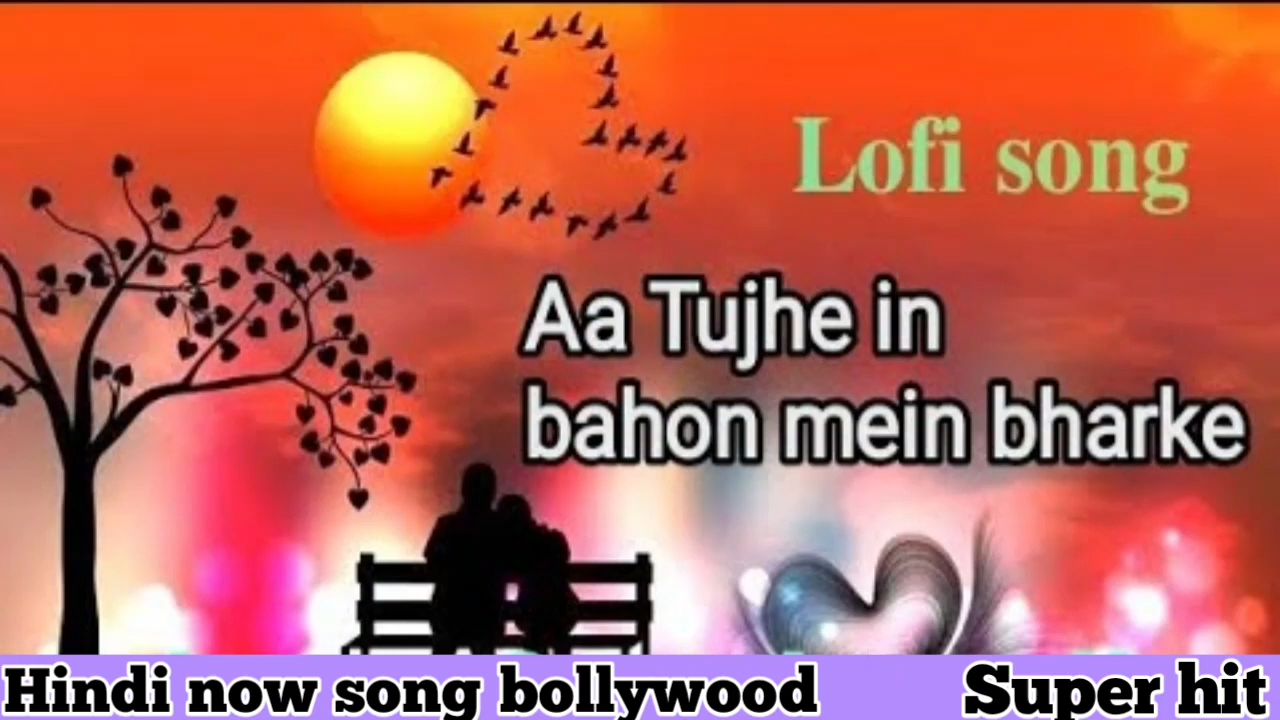 Lofi song
Aa Tujhe in
bahon mein bharke
Hindi now song bollywood
Super hit